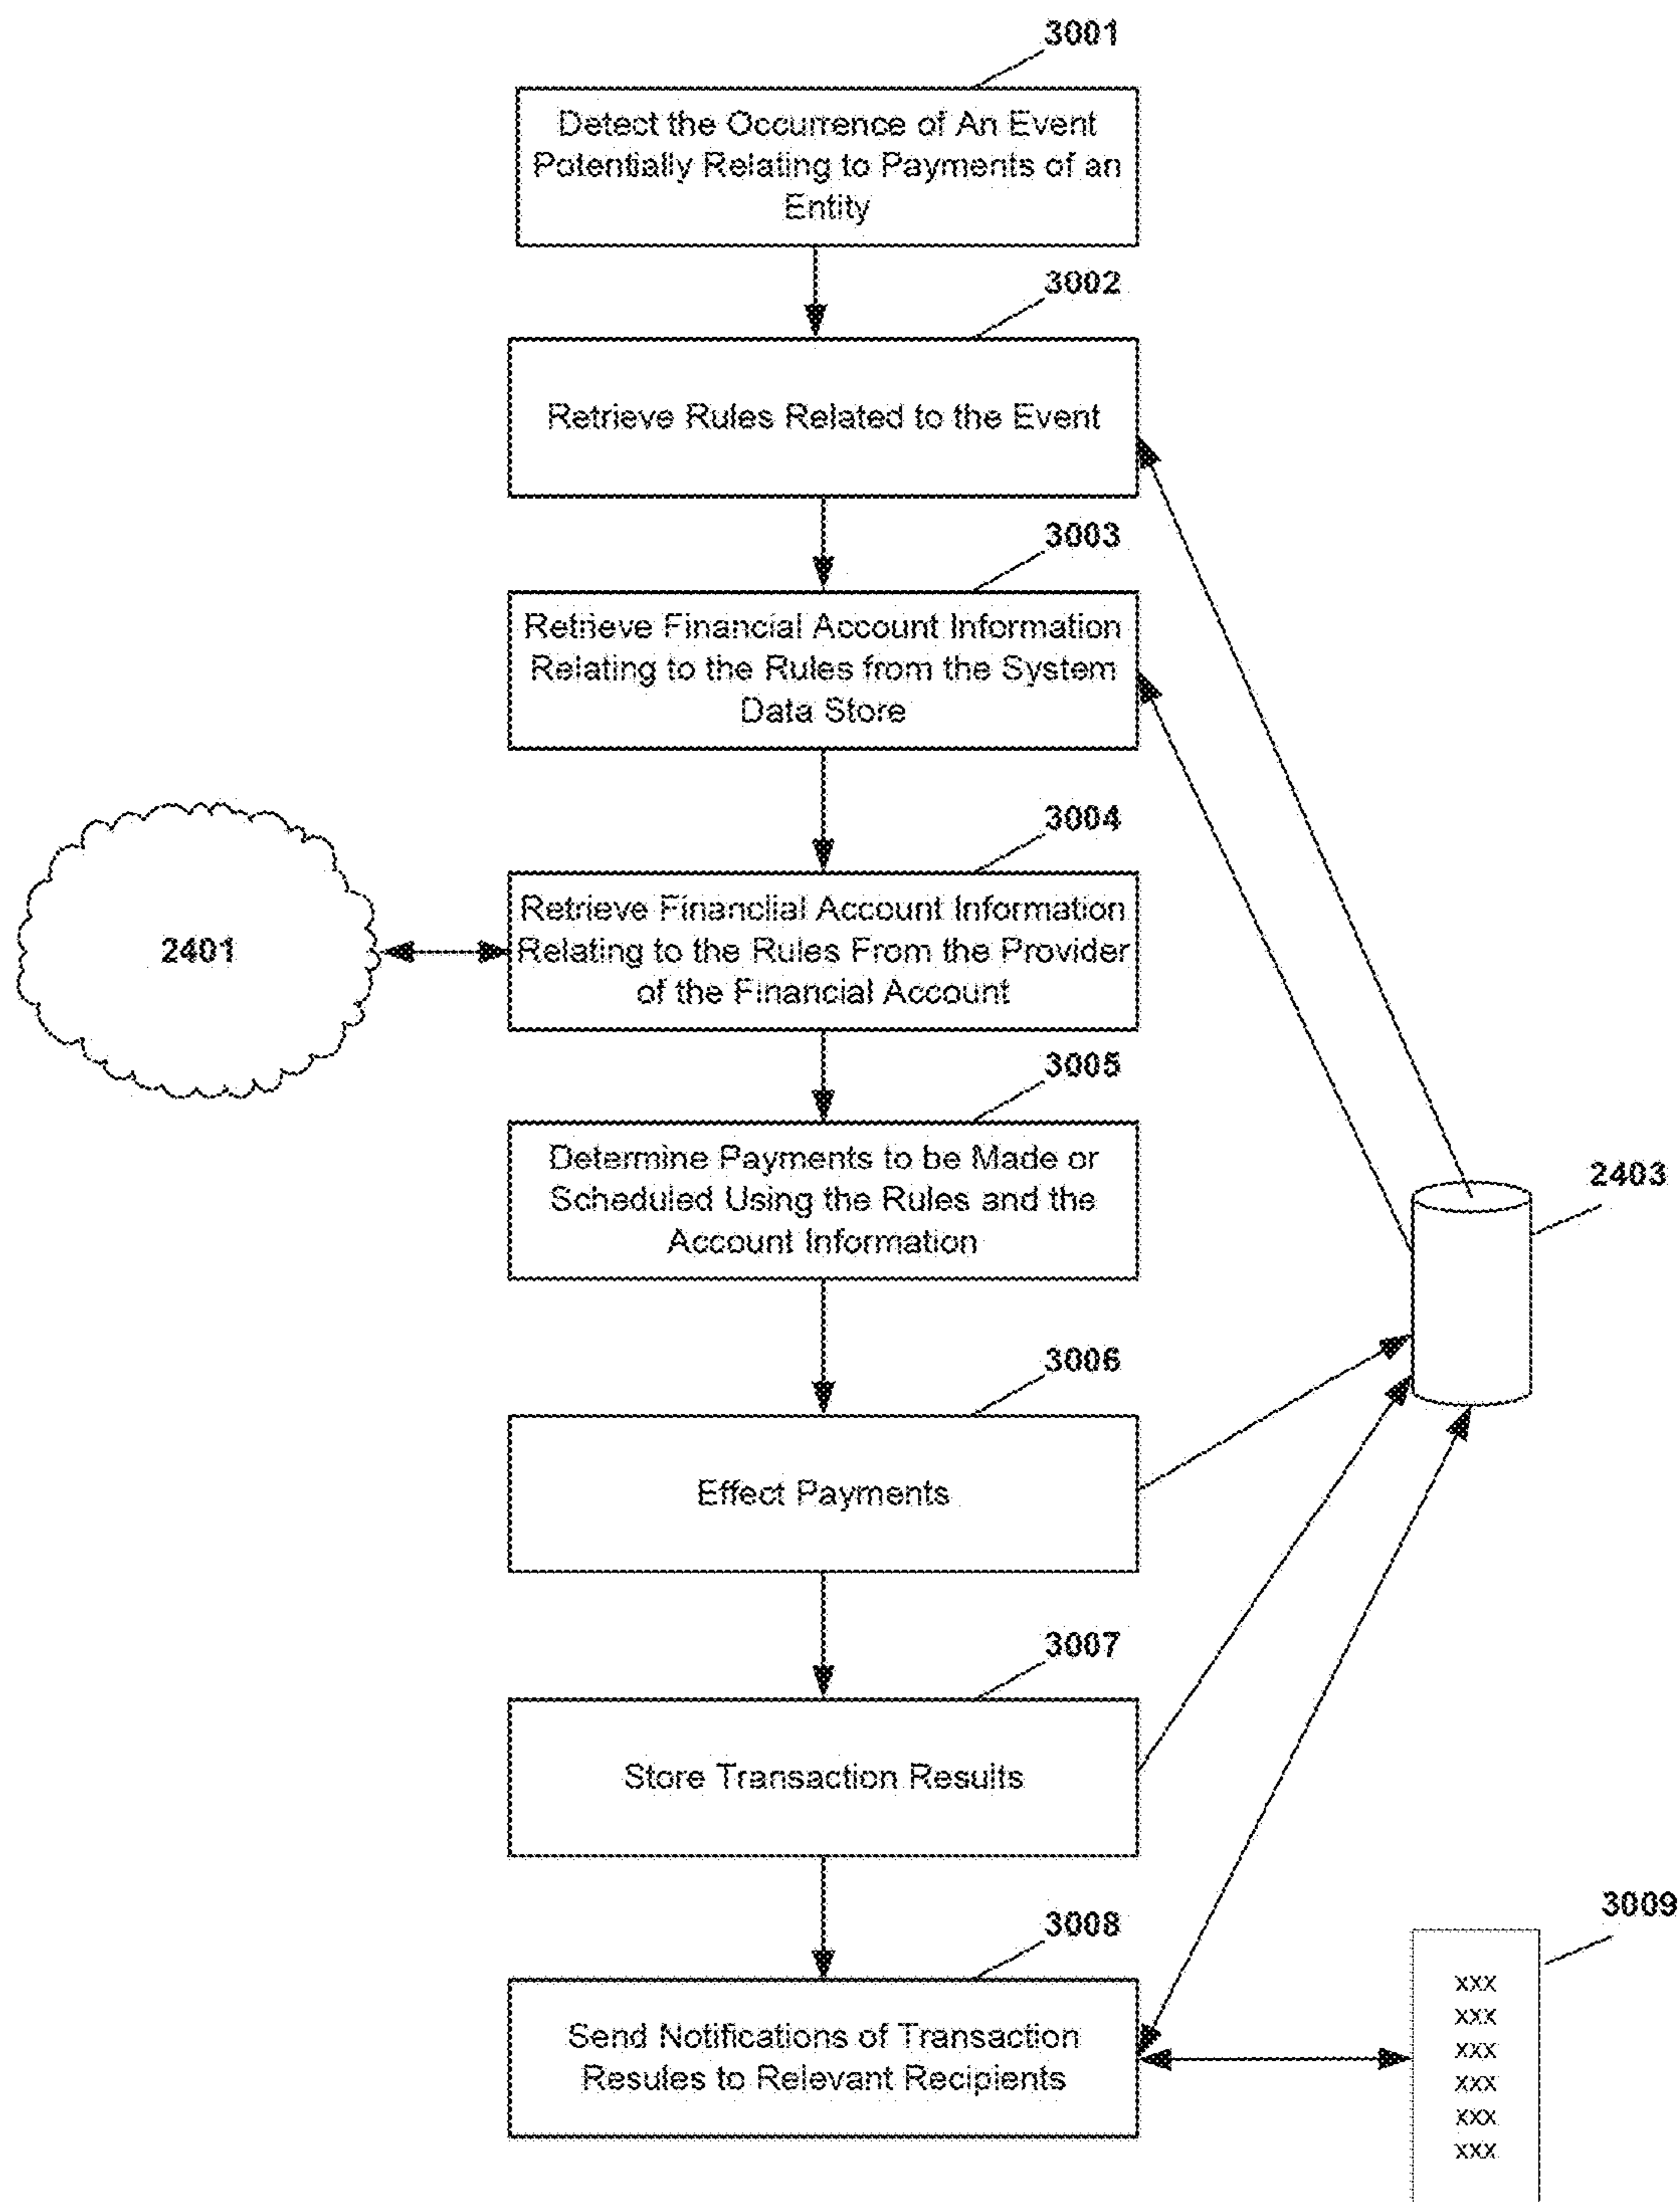 3001
Detect the Occurrence of An Event
Potentially Relating to Payments of an
Entity
3002
Retrieve Rules Related to the Event
3003
Retrieve Financial Account Information
Relating to the Rules from the System
Data Store
3004
Retrieve Financliial Account Information
Relating to the Rules From the Provider
of the Financial Account
2401
3005
Determine Payments to be Made or
Scheduled Using the Rules and the
Account Information
2403
3006
Effect Payments
3007
Store Transaction Results
3008
Send Notifications of Transaction
Resules to Relevant Recipients
3009
xxx
xxx
xxx
xxx
xxx
xxx